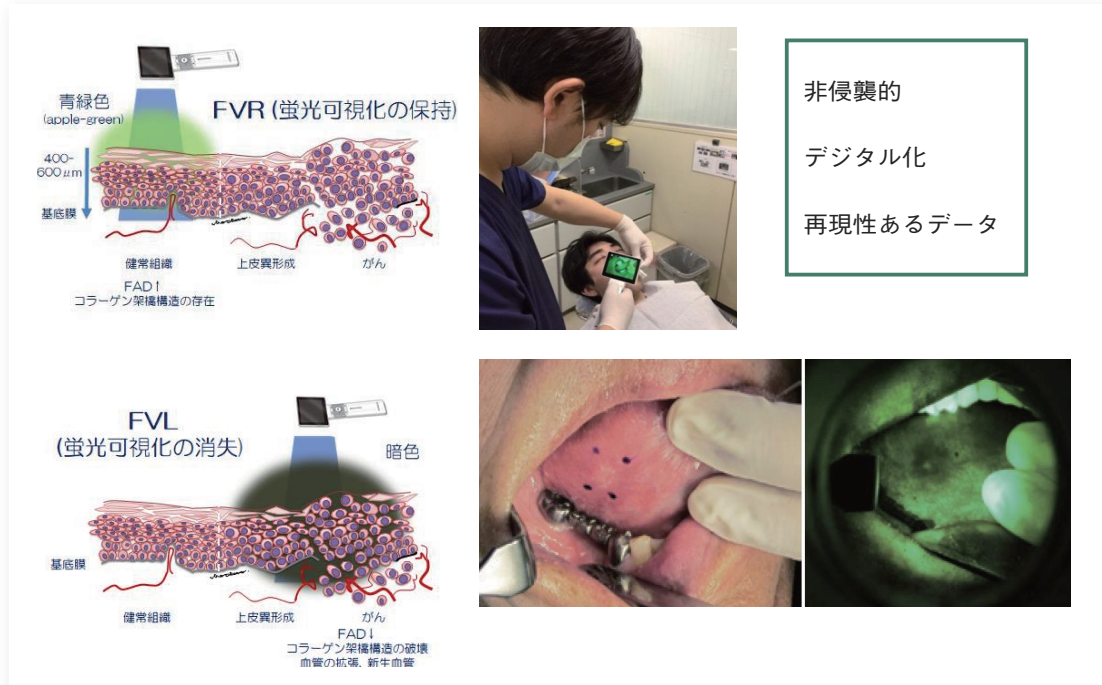 青緑色
(apple-green)
FVR (蛍光可視化の保持)
400-
600μm
基底膜
健常組織
上皮異形成
がん
FAD↑
コラーゲン架橋構造の存在
非侵襲的
デジタル化
再現性あるデータ
FVL
(蛍光可視化の消失)
暗色
基底膜
健常組織
上皮異形成
がん
FAD↓
コラーゲン架橋構造の破壊
血管の拡張、新生血管